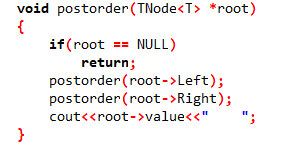 void postorder(TNode<T> *root)
{
    if(root == NULL)
        return;
    postorder(root->Left);
    postorder(root->Right);
    cout<<root->value<<"    ";
}